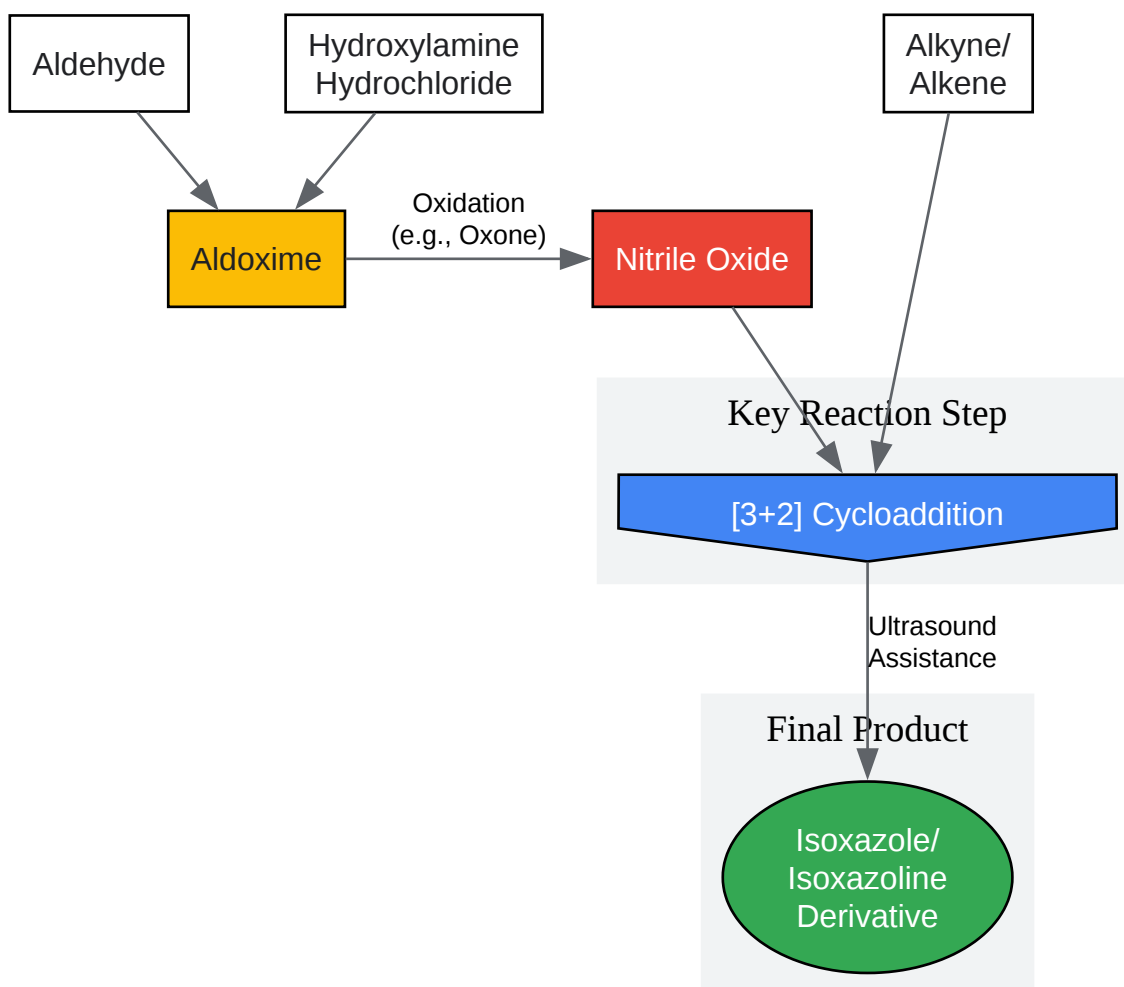 Aldehyde
Hydroxylamine
Hydrochloride
Alkyne/
Alkene
Oxidation
(e.g., Oxone)
Aldoxime
Nitrile Oxide
Key Reaction Step
[3+2] Cycloaddition
Ultrasound
Assistance
Final Product
Isoxazole/
Isoxazoline
Derivative